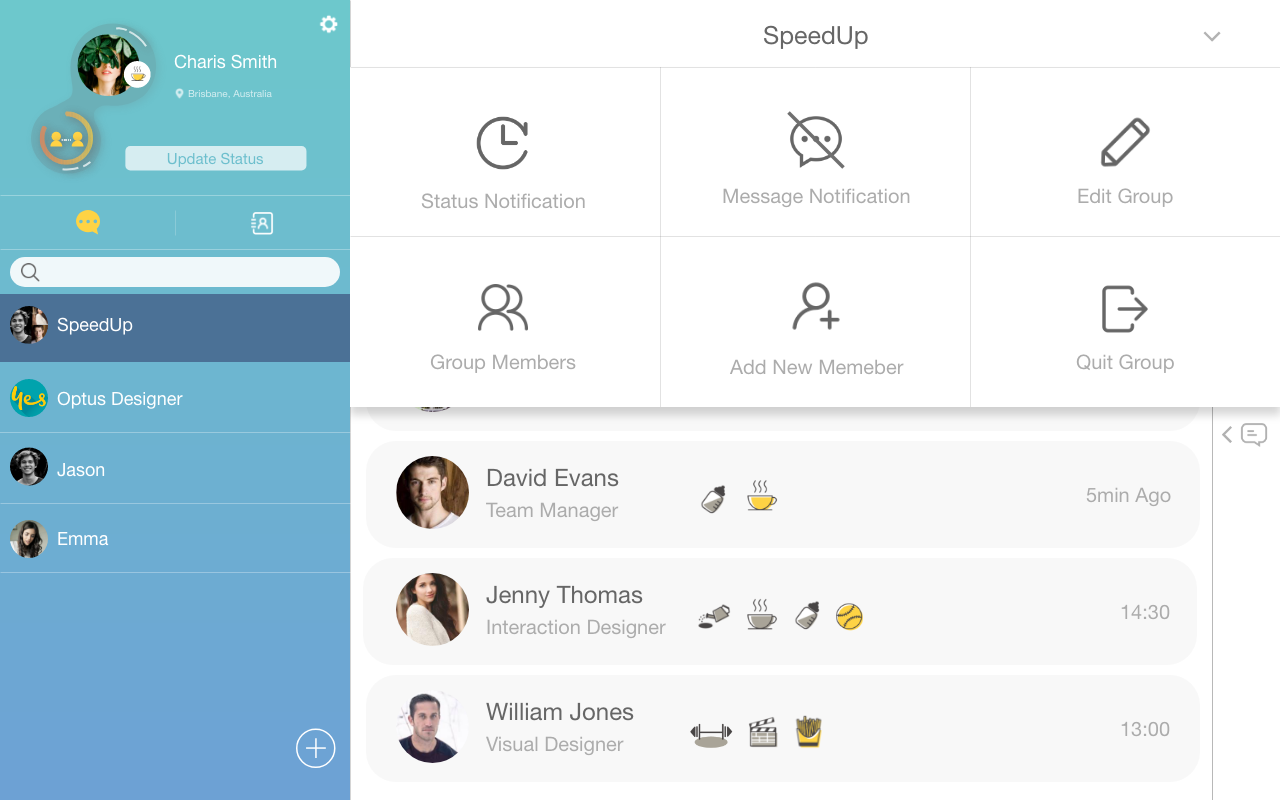 Charis Smith
Brisbane, Australia
Update Status
SpeedUp
yes
Optus Designer
Jason
Emma
SpeedUp
Status Notification
Message Notification
Edit Group
Group Members
Add New Memeber
Quit Group
David Evans
Team Manager
5min Ago
Jenny Thomas
Interaction Designer
14:30
William Jones
Visual Designer
13:00